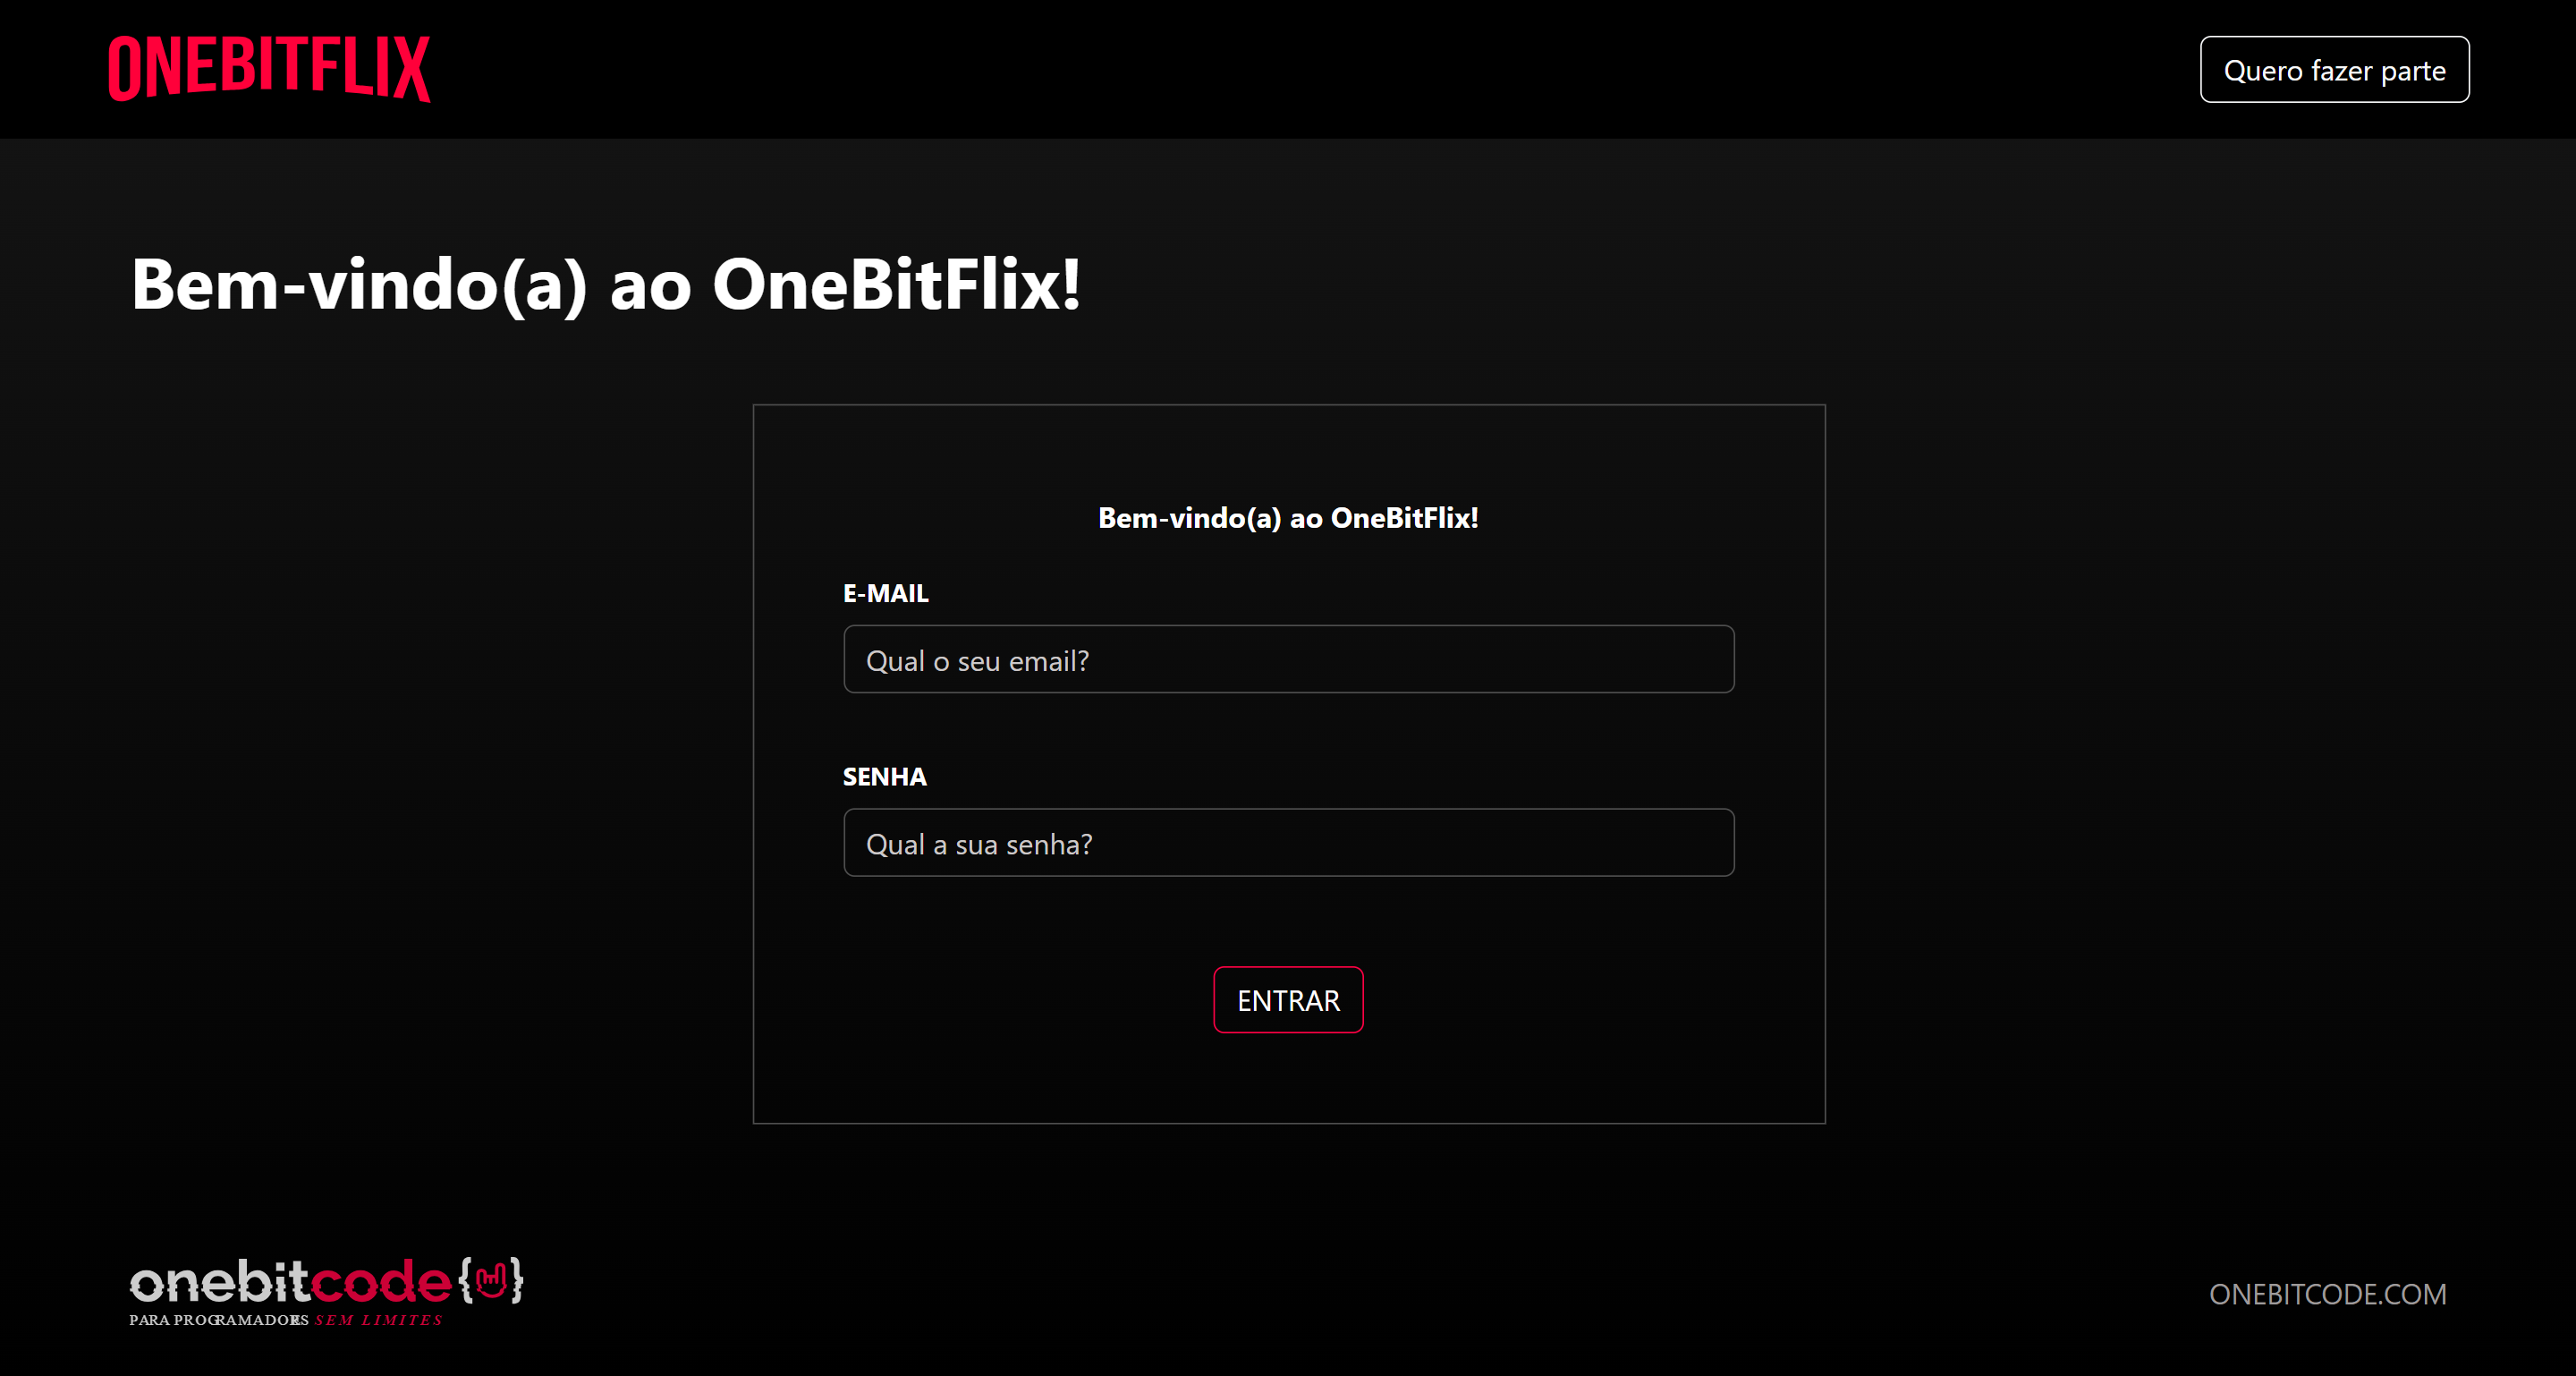 ONEBITFLIX
Quero fazer parte
Bem-vindo(a) ao OneBitFlix!
Bem-vindo(a) ao OneBitFlix!
E-MAIL
Qual o seu email?
SENHA
Qual a sua senha?
ENTRAR
onebitcode{}
PARA PROGRAMADORES SEM LIMITES
ONEBITCODE.COM